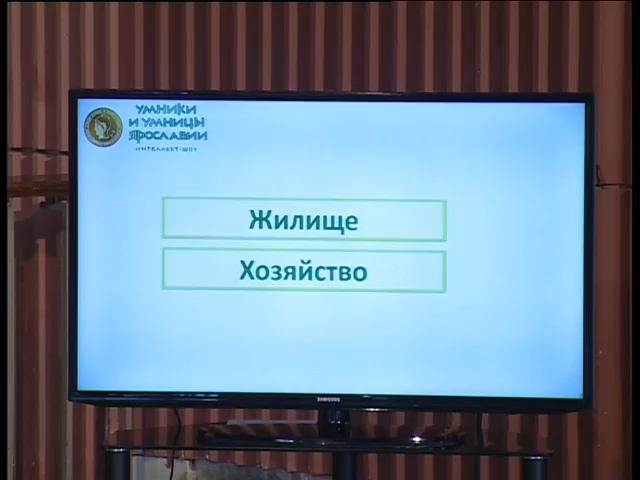 УМНИКИ
И УМНИЦЫ
ЯРОСЛАВИИ
ИНТЕЛЛЕКТ-ШОУ
Жилище
Хозяйство
SAMSUNG